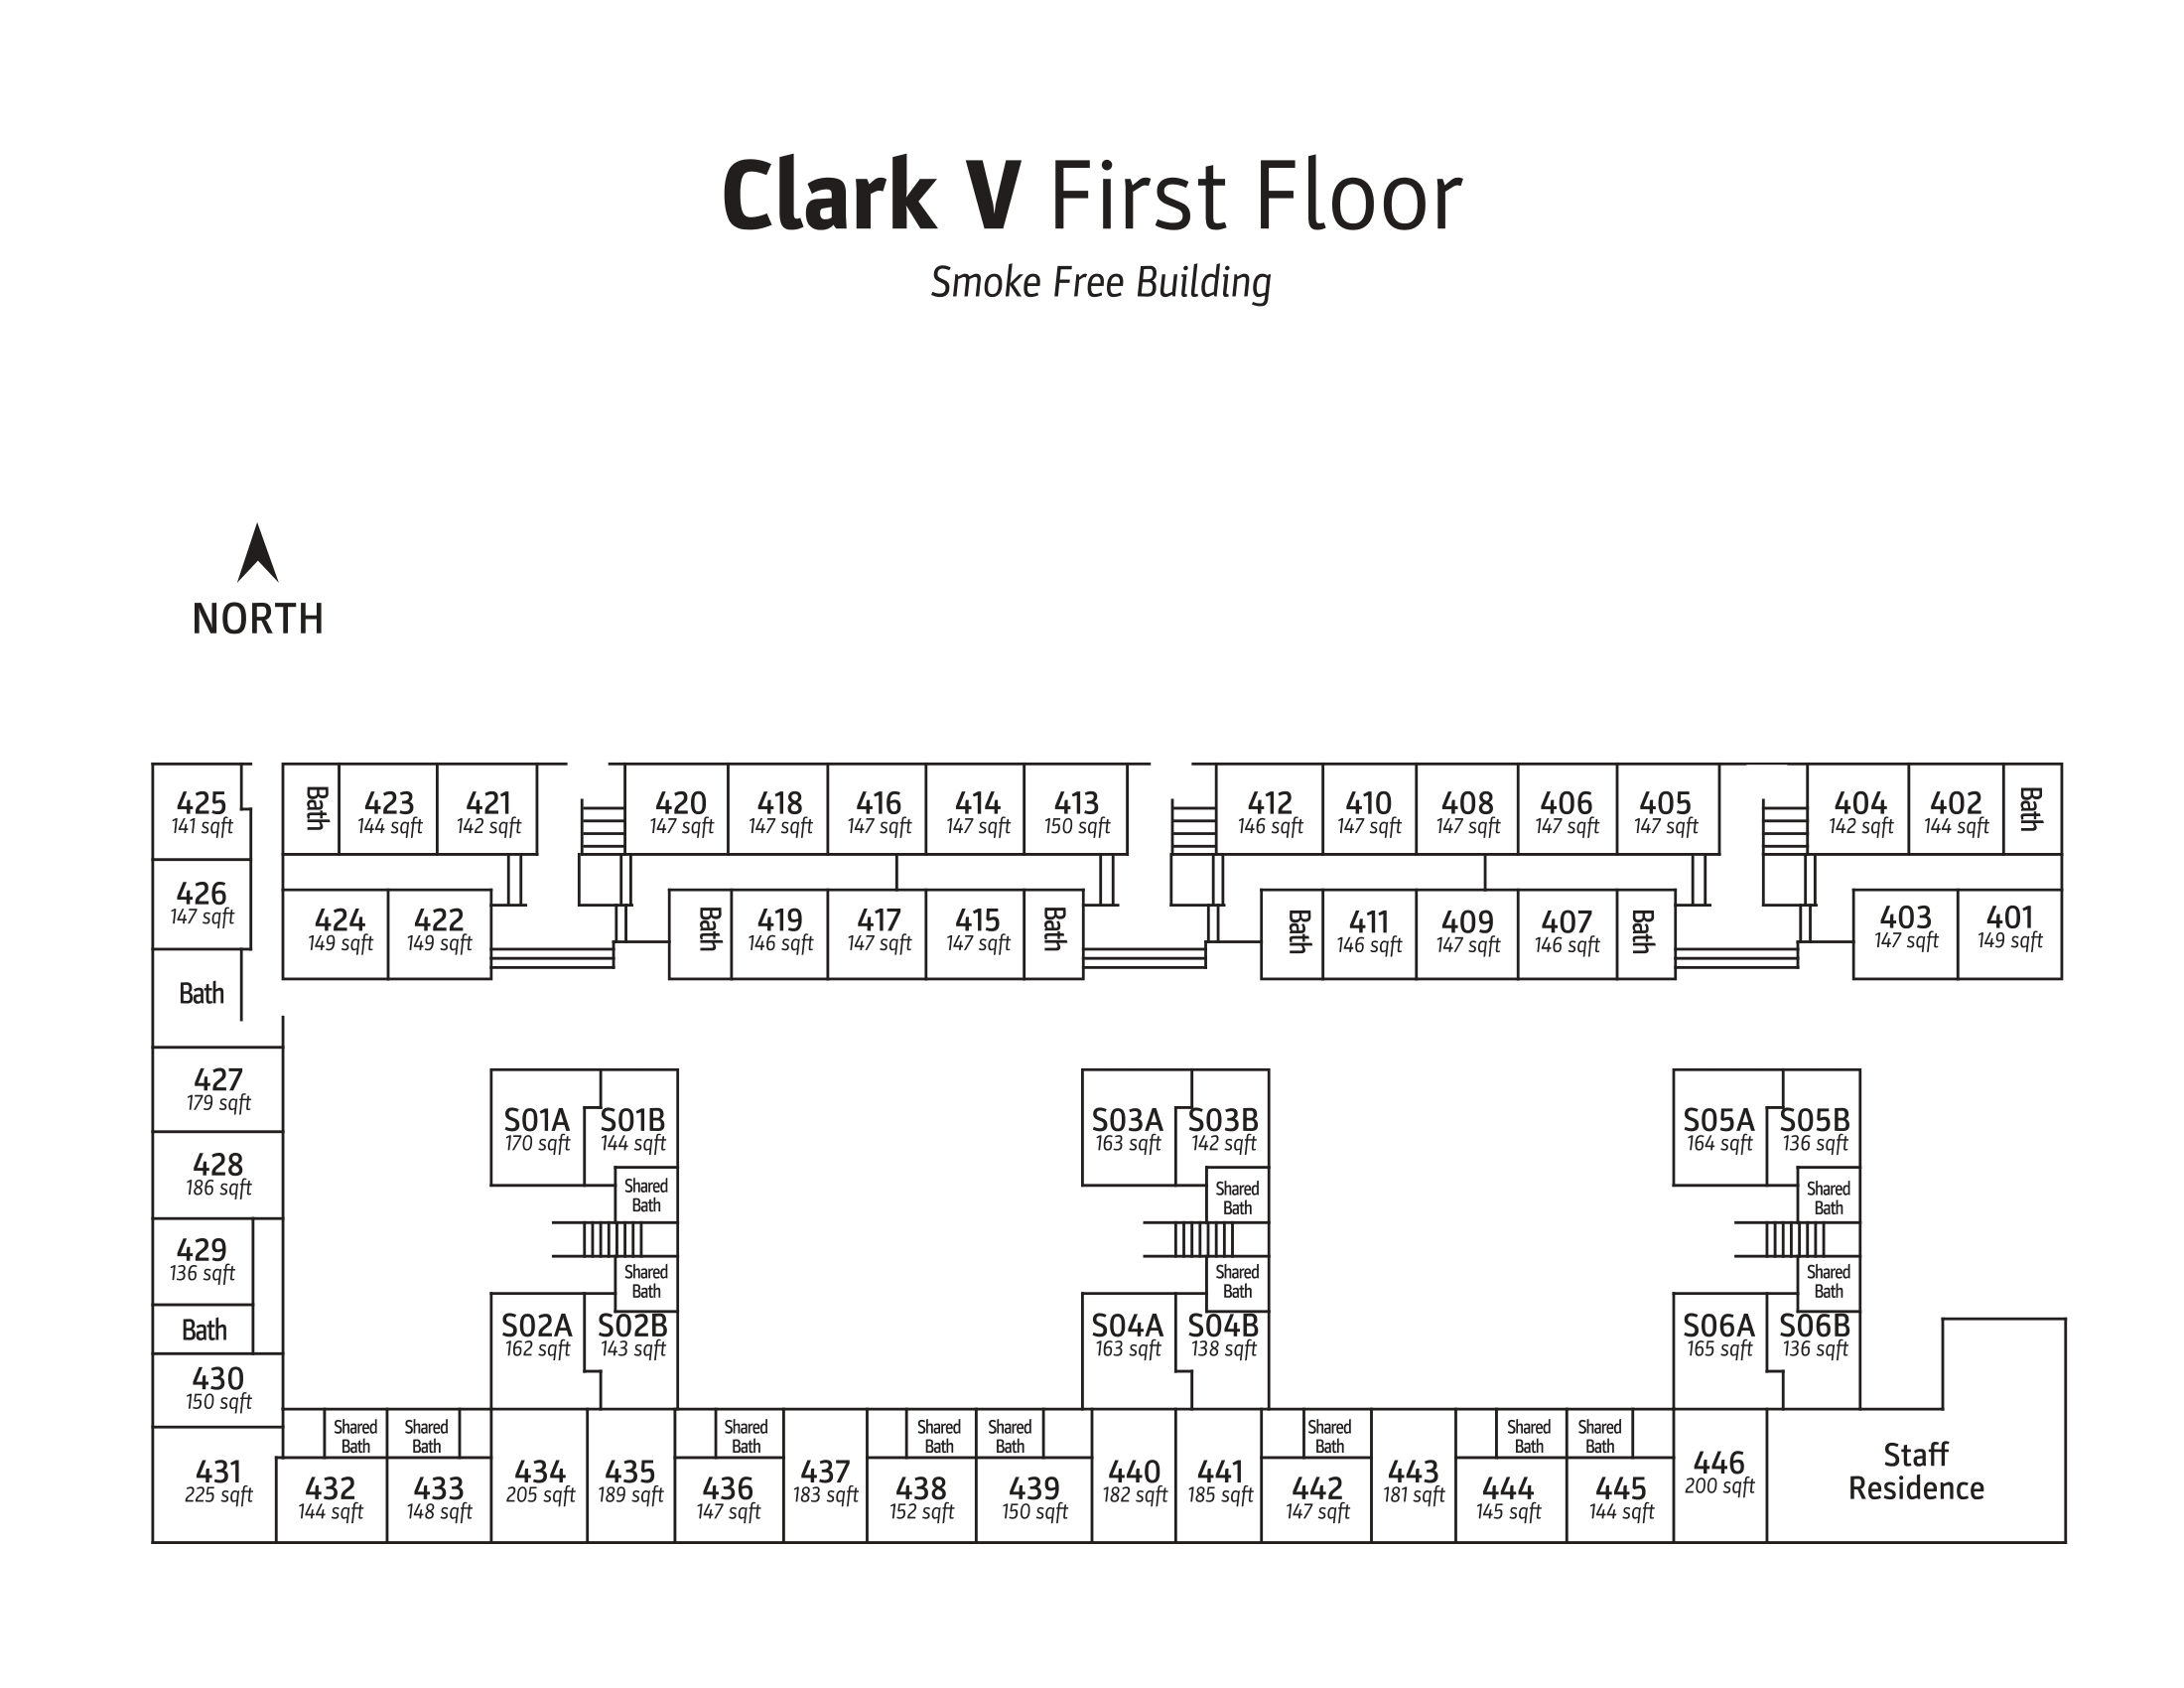 Clark V First Floor
Smoke Free Building
NORTH
425
141 sqft
Bath
423
144 sqft
421
142 sqft
420
147 sqft
418
147 sqft
416
147 sqft
414
147 sqft
413
150 sqft
412
146 sqft
410
147 sqft
408
147 sqft
406
147 sqft
405
147 sqft
404
142 sqft
402
144 sqft
Bath
426
147 sqft
424
149 sqft
422
149 sqft
Bath
419
146 sqft
417
147 sqft
415
147 sqft
Bath
Bath
411
146 sqft
409
147 sqft
407
146 sqft
Bath
403
147 sqft
401
149 sqft
Bath
427
179 sqft
428
186 sqft
429
136 sqft
Bath
430
150 sqft
431
225 sqft
S01A
170 sqft
S01B
144 sqft
Shared
Bath
Shared
Bath
S02A
162 sqft
S02B
143 sqft
S03A
163 sqft
S03B
142 sqft
Shared
Bath
Shared
Bath
S04A
163 sqft
S04B
138 sqft
S05A
164 sqft
S05B
136 sqft
Shared
Bath
Shared
Bath
S06A
165 sqft
S06B
136 sqft
Shared
Bath
432
144 sqft
Shared
Bath
433
148 sqft
434
205 sqft
435
189 sqft
Shared
Bath
436
147 sqft
437
183 sqft
Shared
Bath
438
152 sqft
Shared
Bath
439
150 sqft
440
182 sqft
441
185 sqft
Shared
Bath
442
147 sqft
443
181 sqft
Shared
Bath
444
145 sqft
Shared
Bath
445
144 sqft
446
200 sqft
Staff
Residence